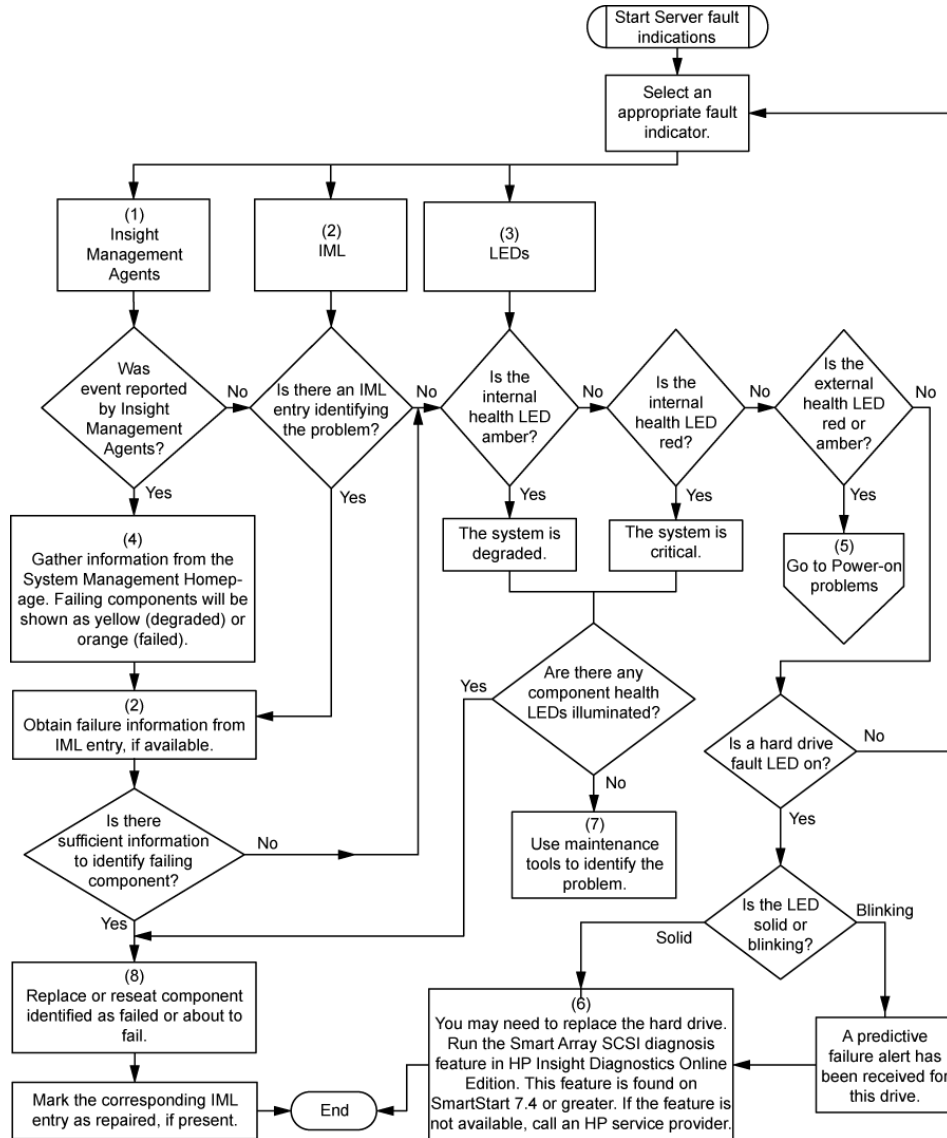 Start Server fault
indications
Select an
appropriate fault
indicator.
(1)
Insight
Management
Agents
(2)
IML
(3)
LEDs
Was
event reported
by Insight
Management
Agents?
No
Yes
Is there an IML
entry identifying
the problem?
No
Yes
Is the
internal
health LED
amber?
No
Yes
Is the
internal
health LED
red?
No
Yes
Is the
external
health LED
red or
amber?
No
Yes
(4)
Gather information from the
System Management Homep-
age. Failing components will be
shown as yellow (degraded) or
orange (failed).
The system is
degraded.
The system is
critical.
(5)
Go to Power-on
problems
(2)
Obtain failure information from
IML entry, if available.
Are there any
component health
LEDs illuminated?
Yes
No
Is a hard drive
fault LED on?
No
Yes
Is there
sufficient information
to identify failing
component?
No
Yes
(7)
Use maintenance
tools to identify the
problem.
Is the LED
solid or
blinking?
Solid
Blinking
(8)
Replace or reseat component
identified as failed or about to
fail.
(6)
You may need to replace the hard drive.
Run the Smart Array SCSI diagnosis
feature in HP Insight Diagnostics Online
Edition. This feature is found on
SmartStart 7.4 or greater. If the feature is
not available, call an HP service provider.
A predictive
failure alert has
been received for
this drive.
Mark the corresponding IML
entry as repaired, if present.
End